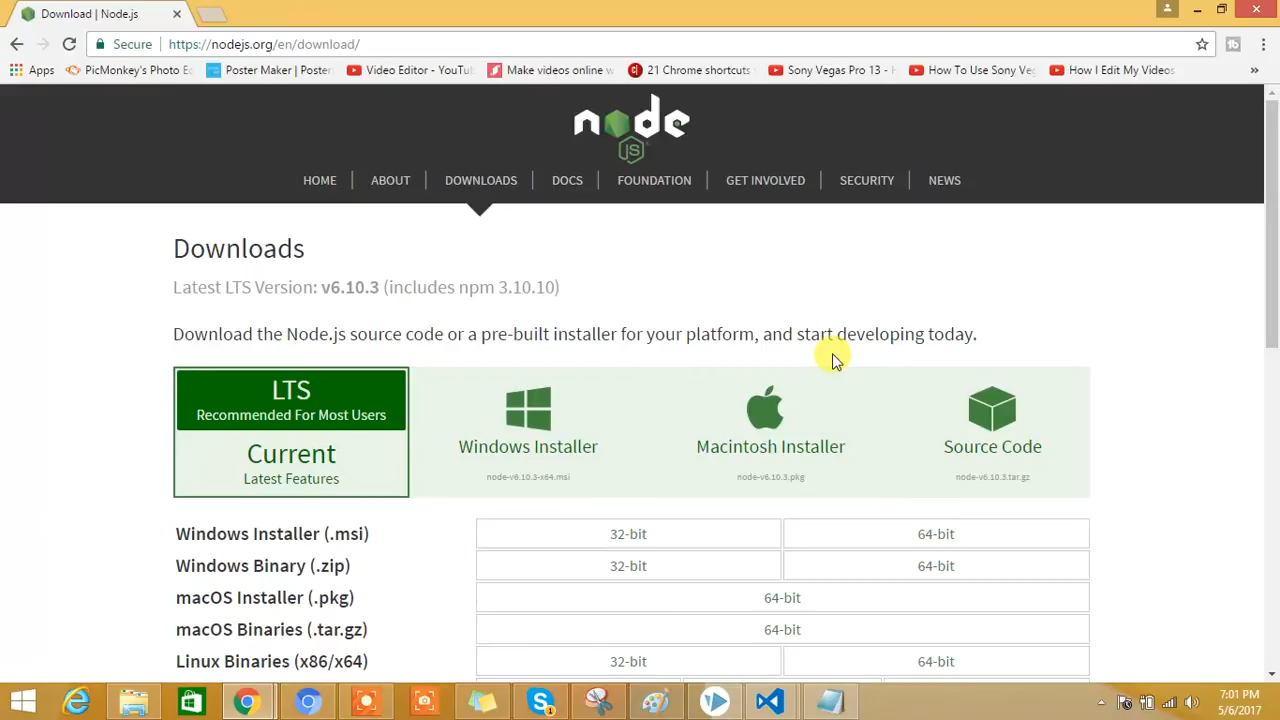 Download | Node.js
Secure https://nodejs.org/en/download/
Apps PicMonkey's Photo E Poster Maker | Poster Video Editor - YouTu Make videos online w 21 Chrome shortcuts Sony Vegas Pro 13 - H How To Use Sony Veg How I Edit My Videos »
node
JS
HOME ABOUT DOWNLOADS DOCS FOUNDATION GET INVOLVED SECURITY NEWS
Downloads
Latest LTS Version: v6.10.3 (includes npm 3.10.10)
Download the Node.js source code or a pre-built installer for your platform, and start developing today.
LTS
Recommended For Most Users
Current
Latest Features
Windows Installer
node-v6.10.3-x64.msi
Macintosh Installer
node-v6.10.3.pkg
Source Code
node-v6.10.3.tar.gz
Windows Installer (.msi) 32-bit 64-bit
Windows Binary (.zip) 32-bit 64-bit
macOS Installer (.pkg) 64-bit
macOS Binaries (.tar.gz) 64-bit
Linux Binaries (x86/x64) 32-bit 64-bit
7:01 PM
5/6/2017